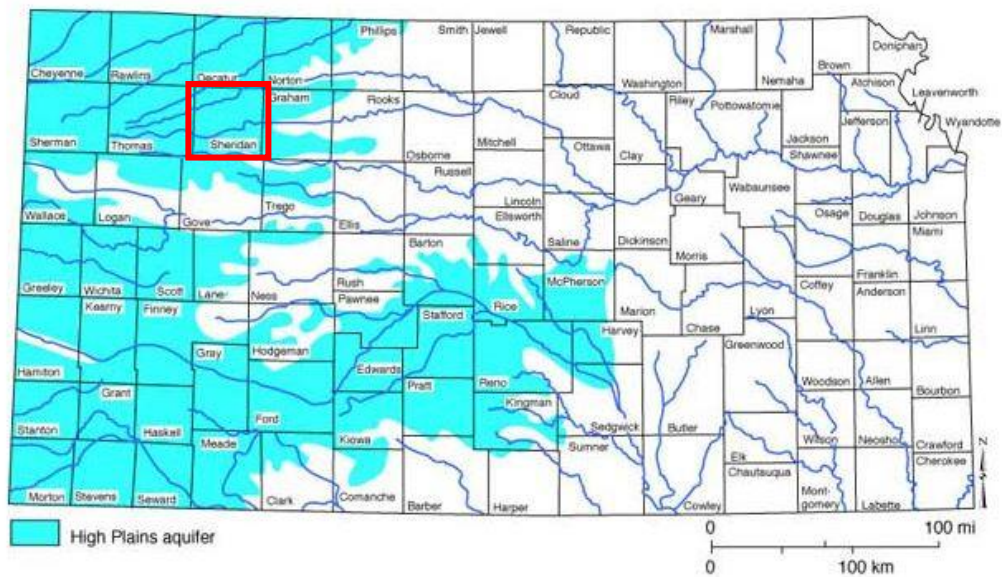 Phillips Smith Jewell Republic Marshall Doniphan
Cheyenne Rawlins Decatur Norton Washington Nemaha Brown Atchison
Graham Rooks Cloud Riley Pottowatomie Leavenworth
Sherman Thomas Sheridan Osborne Mitchell Ottawa Clay Jackson Jefferson Wyandotte
Russell Shawnee
Wallace Logan Gove Trego Ellis Lincoln Geary Wabaunsee
Ellsworth Osage Douglas Johnson
Barton Saline Dickinson Morris Miami
Greeley Wichita Scott Lane Ness Rush McPherson Franklin
Kearny Finney Pawnee Rice Marion Coffey Anderson
Stafford Chase Lyon Linn
Hamilton Gray Hodgeman Harvey Greenwood
Edwards Reno Woodson Allen Bourbon
Grant Pratt Kingman
Stanton Haskell Ford Sedgwick Butler Wilson Neosho Crawford
Meade Kiowa Sumner Elk Cherokee
Chautauqua
Morton Stevens Seward Clark Comanche Barber Harper Cowley Mont-
gomery Labette
N
High Plains aquifer
0 100 mi
0 100 km